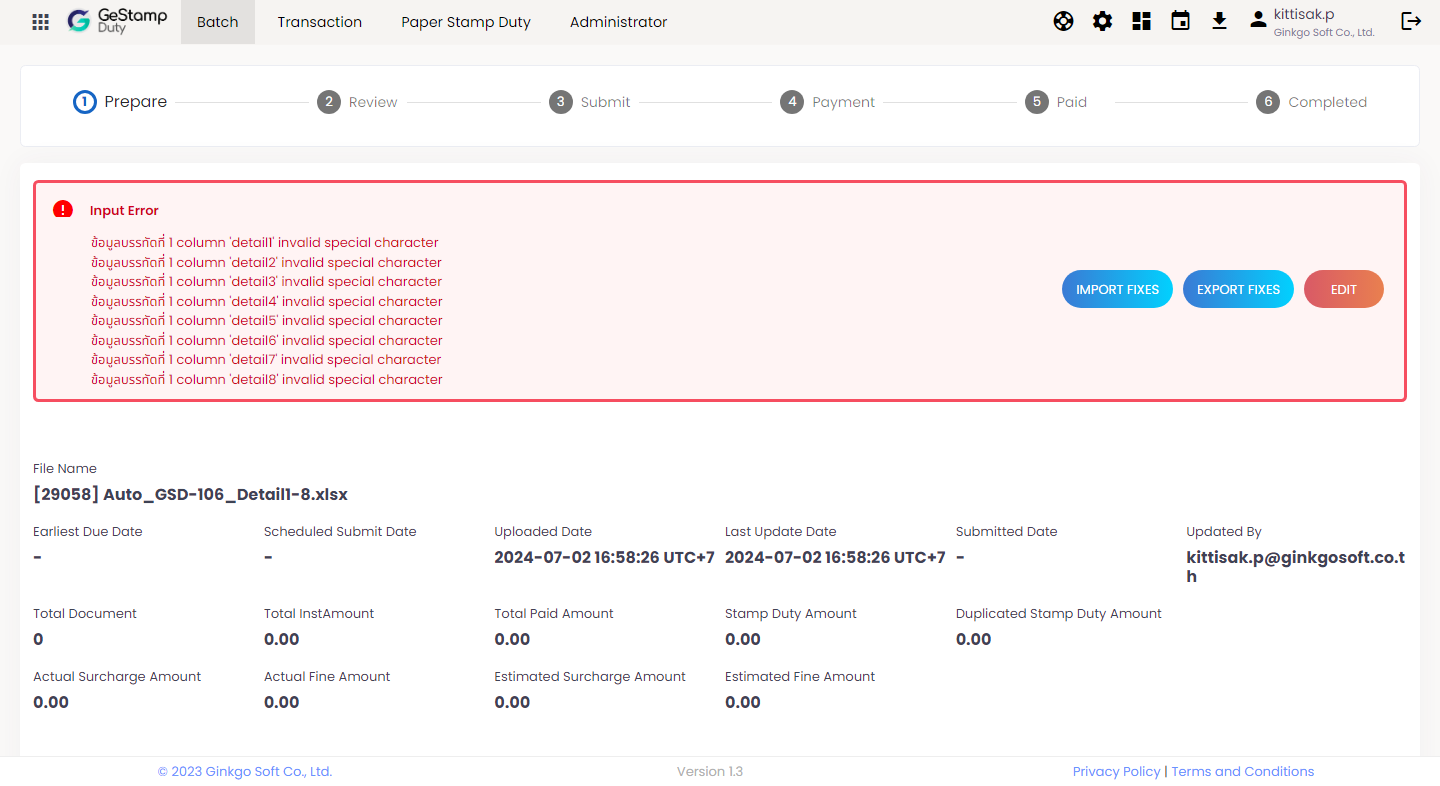 GeStamp
Duty
Batch
Transaction
Paper Stamp Duty
Administrator
kittisak.p
Ginkgo Soft Co., Ltd.
1 Prepare
2 Review
3 Submit
4 Payment
5 Paid
6 Completed
Input Error
ข้อมูลบรรทัดที่ 1 column 'detail1' invalid special character
ข้อมูลบรรทัดที่ 1 column 'detail2' invalid special character
ข้อมูลบรรทัดที่ 1 column 'detail3' invalid special character
ข้อมูลบรรทัดที่ 1 column 'detail4' invalid special character
ข้อมูลบรรทัดที่ 1 column 'detail5' invalid special character
ข้อมูลบรรทัดที่ 1 column 'detail6' invalid special character
ข้อมูลบรรทัดที่ 1 column 'detail7' invalid special character
ข้อมูลบรรทัดที่ 1 column 'detail8' invalid special character
IMPORT FIXES
EXPORT FIXES
EDIT
File Name
[29058] Auto_GSD-106_Detail1-8.xlsx
Earliest Due Date
-
Scheduled Submit Date
-
Uploaded Date
2024-07-02 16:58:26 UTC+7
Last Update Date
2024-07-02 16:58:26 UTC+7
Submitted Date
-
Updated By
kittisak.p@ginkgosoft.co.t
h
Total Document
0
Total InstAmount
0.00
Total Paid Amount
0.00
Stamp Duty Amount
0.00
Duplicated Stamp Duty Amount
0.00
Actual Surcharge Amount
0.00
Actual Fine Amount
0.00
Estimated Surcharge Amount
0.00
Estimated Fine Amount
0.00
© 2023 Ginkgo Soft Co., Ltd.
Version 1.3
Privacy Policy | Terms and Conditions